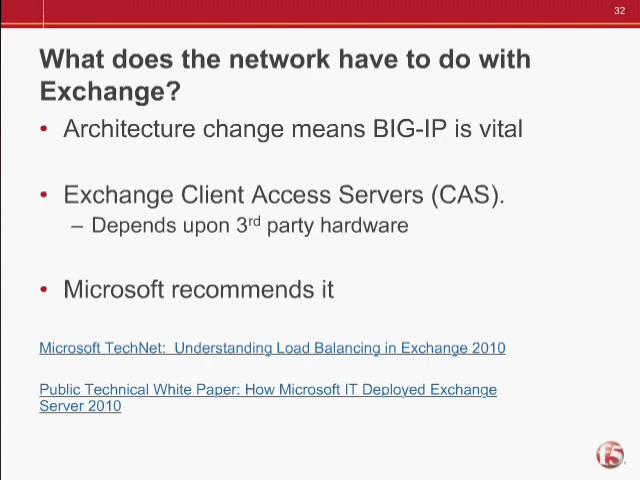 32
What does the network have to do with
Exchange?
• Architecture change means BIG-IP is vital
• Exchange Client Access Servers (CAS).
– Depends upon 3rd party hardware
• Microsoft recommends it
Microsoft TechNet: Understanding Load Balancing in Exchange 2010
Public Technical White Paper: How Microsoft IT Deployed Exchange
Server 2010
f5